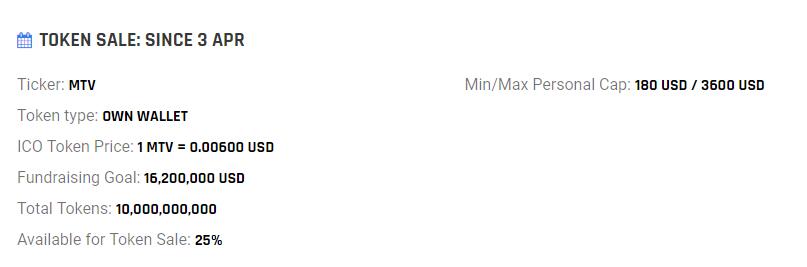 TOKEN SALE: SINCE 3 APR
Ticker: MTV
Min/Max Personal Cap: 180 USD / 3600 USD
Token type: OWN WALLET
ICO Token Price: 1 MTV = 0.00600 USD
Fundraising Goal: 16,200,000 USD
Total Tokens: 10,000,000,000
Available for Token Sale: 25%